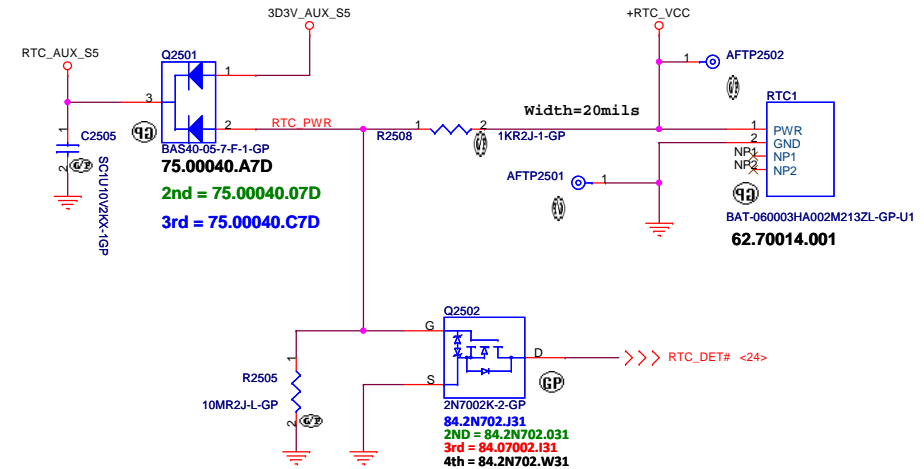 3D3V_AUX_S5
+RTC_VCC
RTC_AUX_S5
Q2501
1
AFTP2502
1
RTC1
3
2
RTC_PWR
1
2
Width=20mils
1
PWR
2
GND
NP1
NP1
NP2
NP2
1
C2505
2
G/P
SC1U10V2KX-1GP
GP
BAS40-05-7-F-1-GP
75.00040.A7D
2nd = 75.00040.07D
3rd = 75.00040.C7D
R2508
1KR2J-1-GP
AFTP2501
1
GP
BAT-060003HA002M213ZL-GP-U1
62.70014.001
Q2502
G
D
S
RTC_DET# <24>
GP
1
R2505
10MR2J-L-GP
2
G/P
2N7002K-2-GP
84.2N702.J31
2ND = 84.2N702.031
3rd = 84.07002.I31
4th = 84.2N702.W31